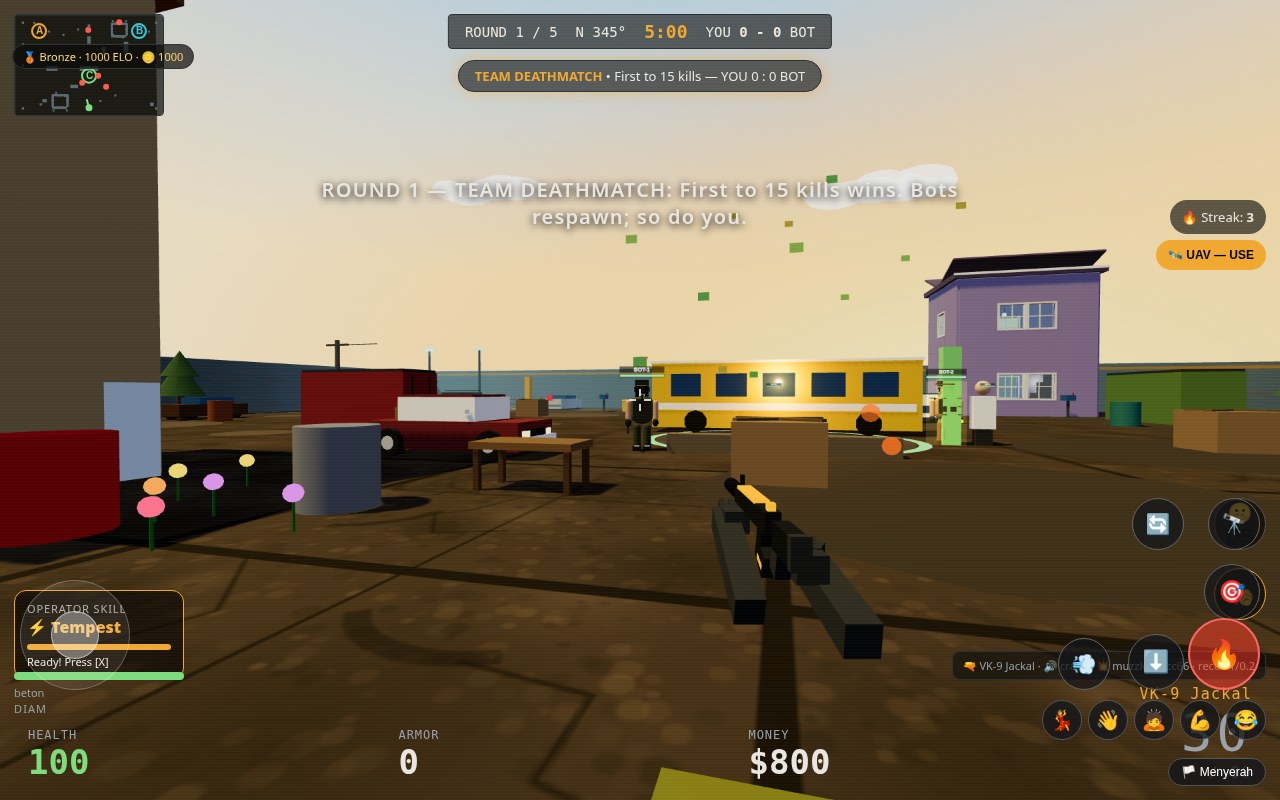 A
B
C
🥉 Bronze · 1000 ELO · 🪙 1000
ROUND 1 / 5 N 345° 5:00 YOU 0 - 0 BOT
TEAM DEATHMATCH • First to 15 kills — YOU 0 : 0 BOT
ROUND 1 — TEAM DEATHMATCH: First to 15 kills wins. Bots
respawn; so do you.
🔥 Streak: 3
🛰️ UAV — USE
BOT-1
BOT-2
OPERATOR SKILL
⚡ Tempest
Ready! Press [X]
beton
DIAM
HEALTH
100
ARMOR
0
MONEY
$800
🔫 VK-9 Jackal · 🔊
VK-9 Jackal
30
🏳️ Menyerah